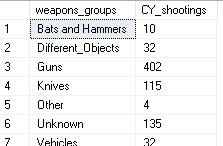 weapons_groups CY_shootings
1 Bats and Hammers 10
2 Different_Objects 32
3 Guns 402
4 Knives 115
5 Other 4
6 Unknown 135
7 Vehicles 32